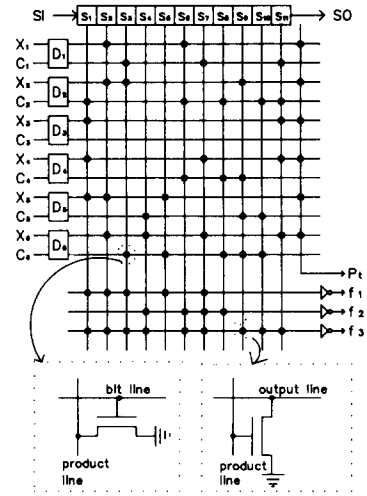 SI S₁ S₂ S₃ S₄ S₅ S₆ S₇ S₈ S₉ S₁₀ S₁₁ SO
X₁
D₁
C₁
X₂
D₂
C₂
X₃
D₃
C₃
X₄
D₄
C₄
X₅
D₅
C₅
X₆
D₆
C₆
Pt
f₁
f₂
f₃
bit line
product
line
output line
product
line